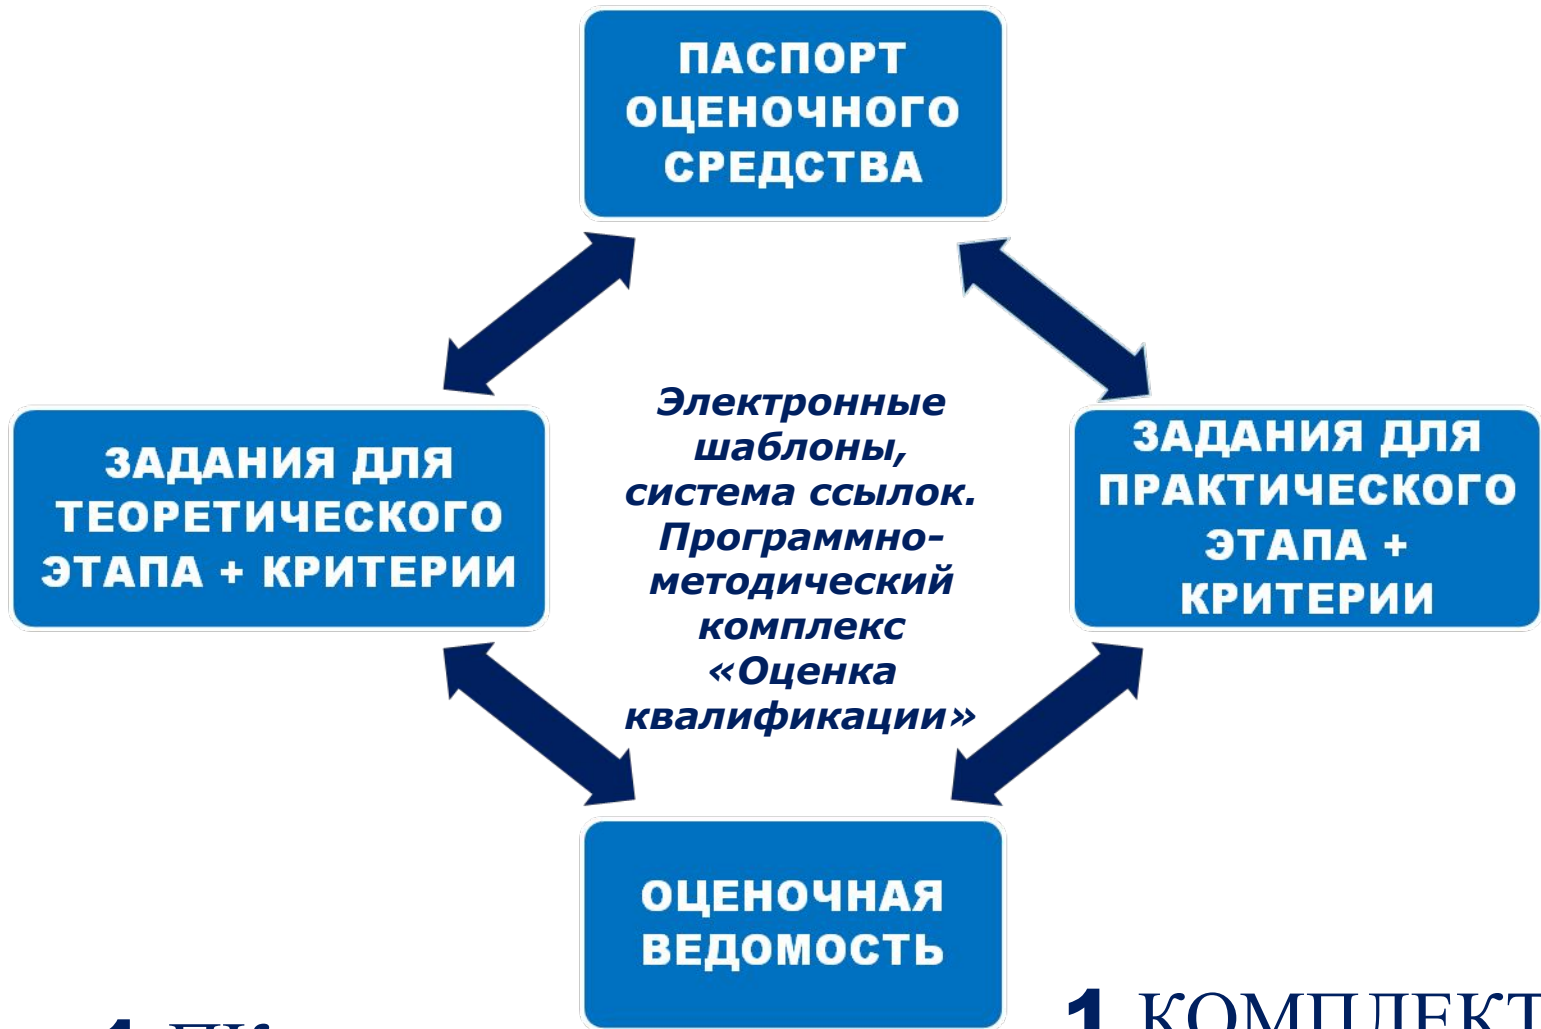 ПАСПОРТ
ОЦЕНОЧНОГО
СРЕДСТВА
ЗАДАНИЯ ДЛЯ
ТЕОРЕТИЧЕСКОГО
ЭТАПА + КРИТЕРИИ
Электронные
шаблоны,
система ссылок.
Программно-
методический
комплекс
«Оценка
квалификации»
ЗАДАНИЯ ДЛЯ
ПРАКТИЧЕСКОГО
ЭТАПА +
КРИТЕРИИ
ОЦЕНОЧНАЯ
ВЕДОМОСТЬ
1 КОМПЛЕКТ